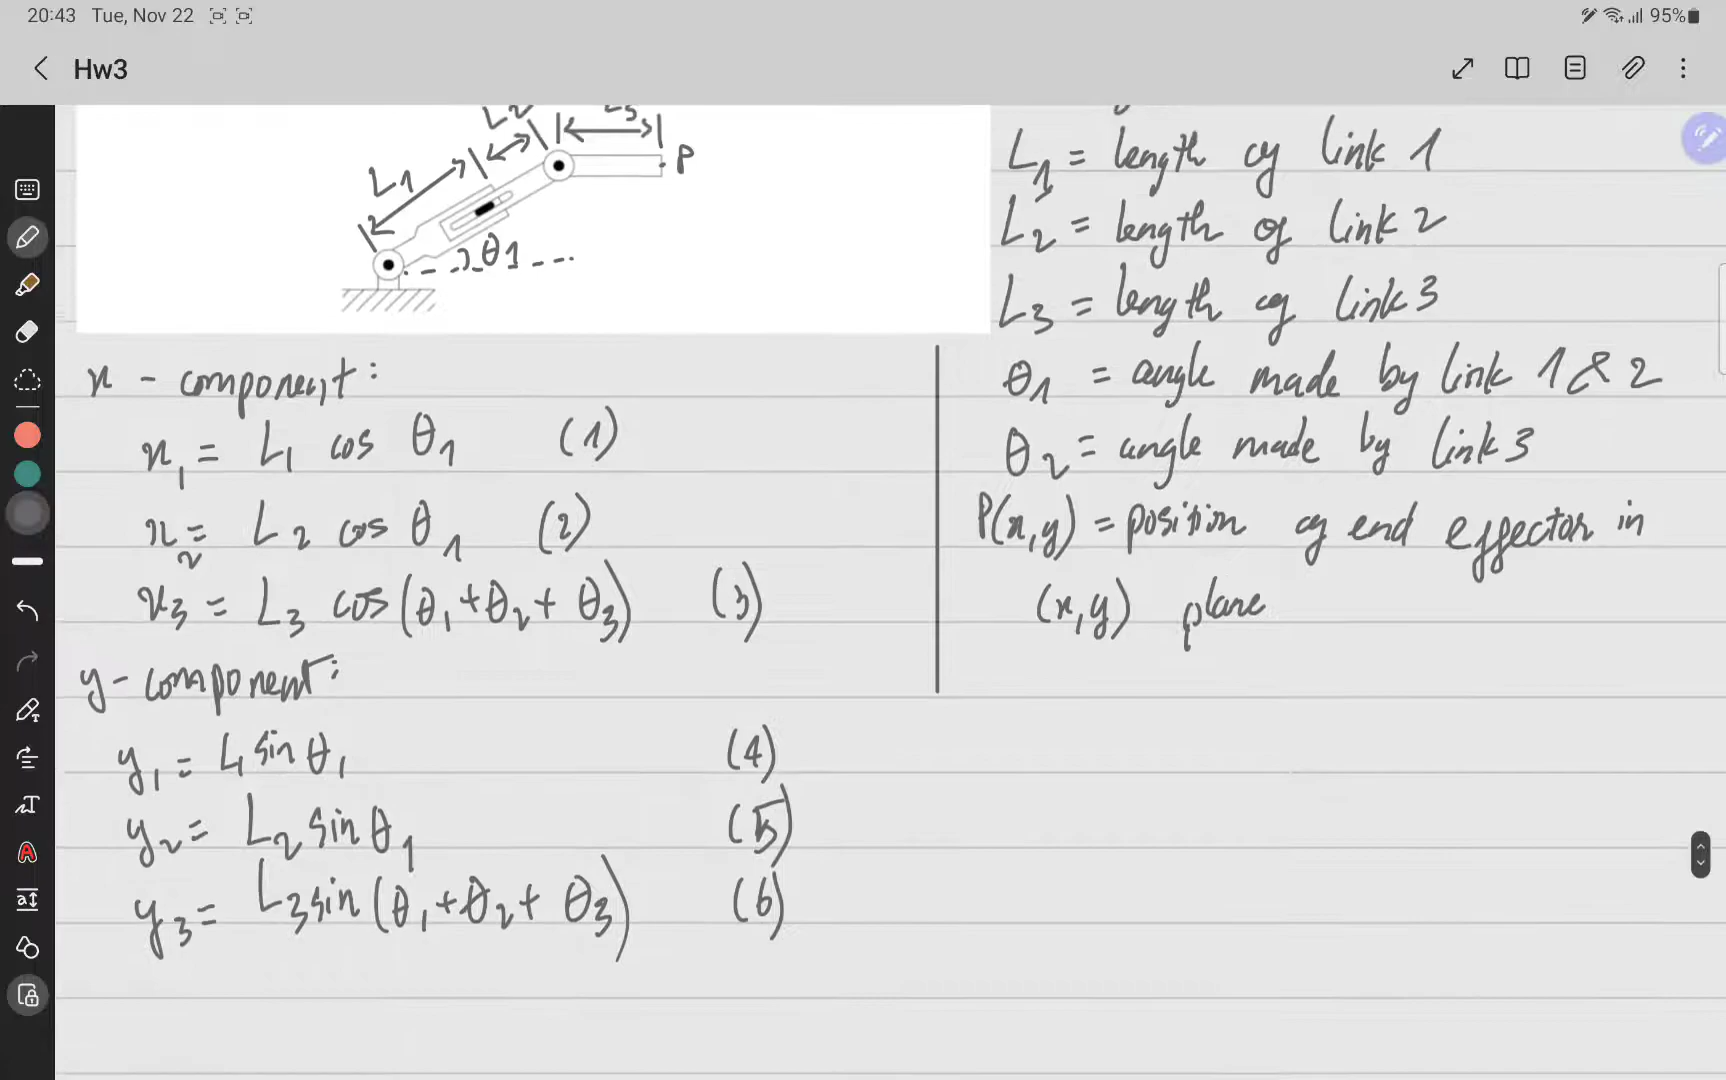 20:43 Tue, Nov 22
95%
Hw3
L2
L3
L1 = length of link 1
P
L1
L2 = length of link 2
θ1
L3 = length of link 3
x - component:
θ1 = angle made by link 1 & 2
x1 = L1 cos θ1 (1)
θ2 = angle made by link 3
x2 = L2 cos θ1 (2)
P(x,y) = position of end effector in
(x,y) plane
x3 = L3 cos(θ1+θ2+θ3) (3)
y-component:
y1 = L1 sin θ1 (4)
y2 = L2 sin θ1 (5)
y3 = L3 sin(θ1+θ2+θ3) (6)